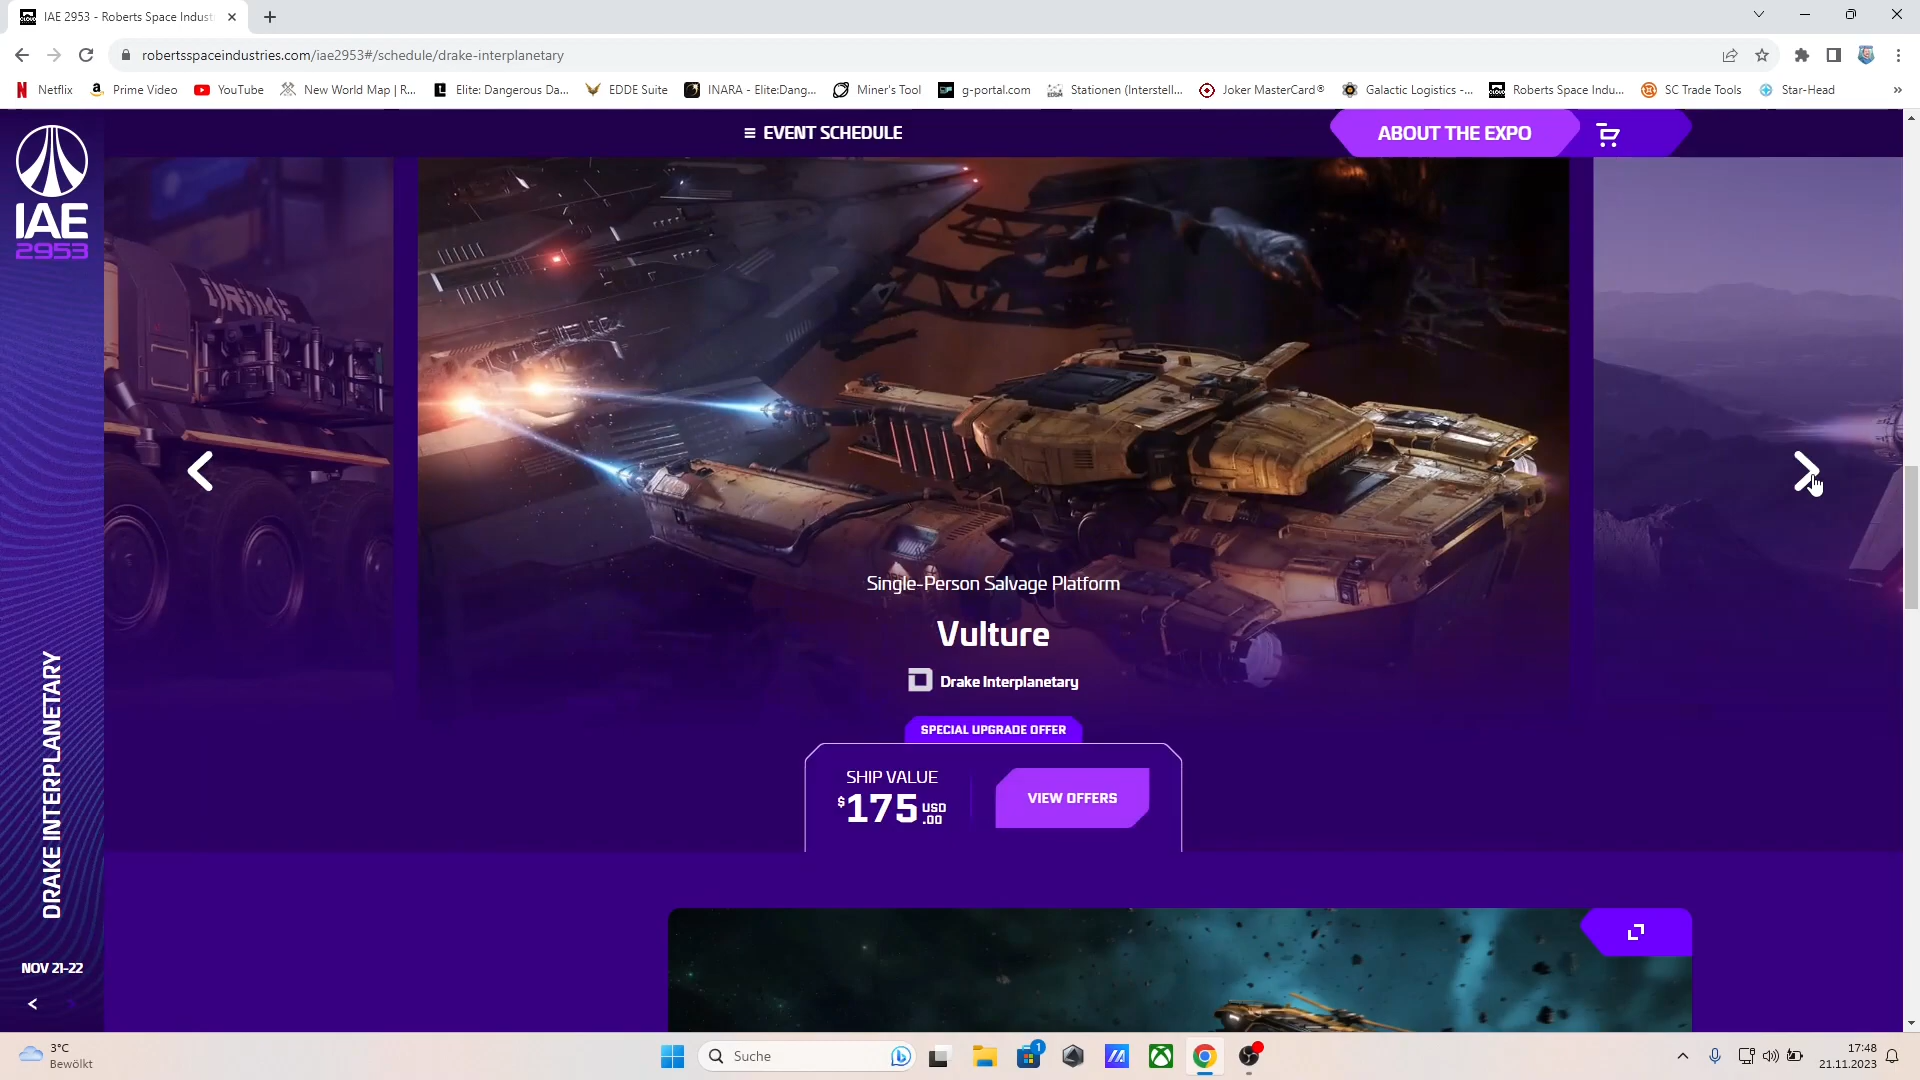 IAE 2953 - Roberts Space Indust
robertsspaceindustries.com/iae2953#/schedule/drake-interplanetary
Netflix
Prime Video
YouTube
New World Map | R...
Elite: Dangerous Da...
EDDE Suite
INARA - Elite:Dang...
Miner's Tool
g-portal.com
Stationen (Interstell...
Joker MasterCard®
Galactic Logistics -...
Roberts Space Indu...
SC Trade Tools
Star-Head
»
IAE
2953
EVENT SCHEDULE
ABOUT THE EXPO
DRAKE
Single-Person Salvage Platform
Vulture
Drake Interplanetary
SPECIAL UPGRADE OFFER
SHIP VALUE
$175 USD .00
VIEW OFFERS
DRAKE INTERPLANETARY
NOV 21-22
3°C
Bewölkt
Suche
1
17:48
21.11.2023